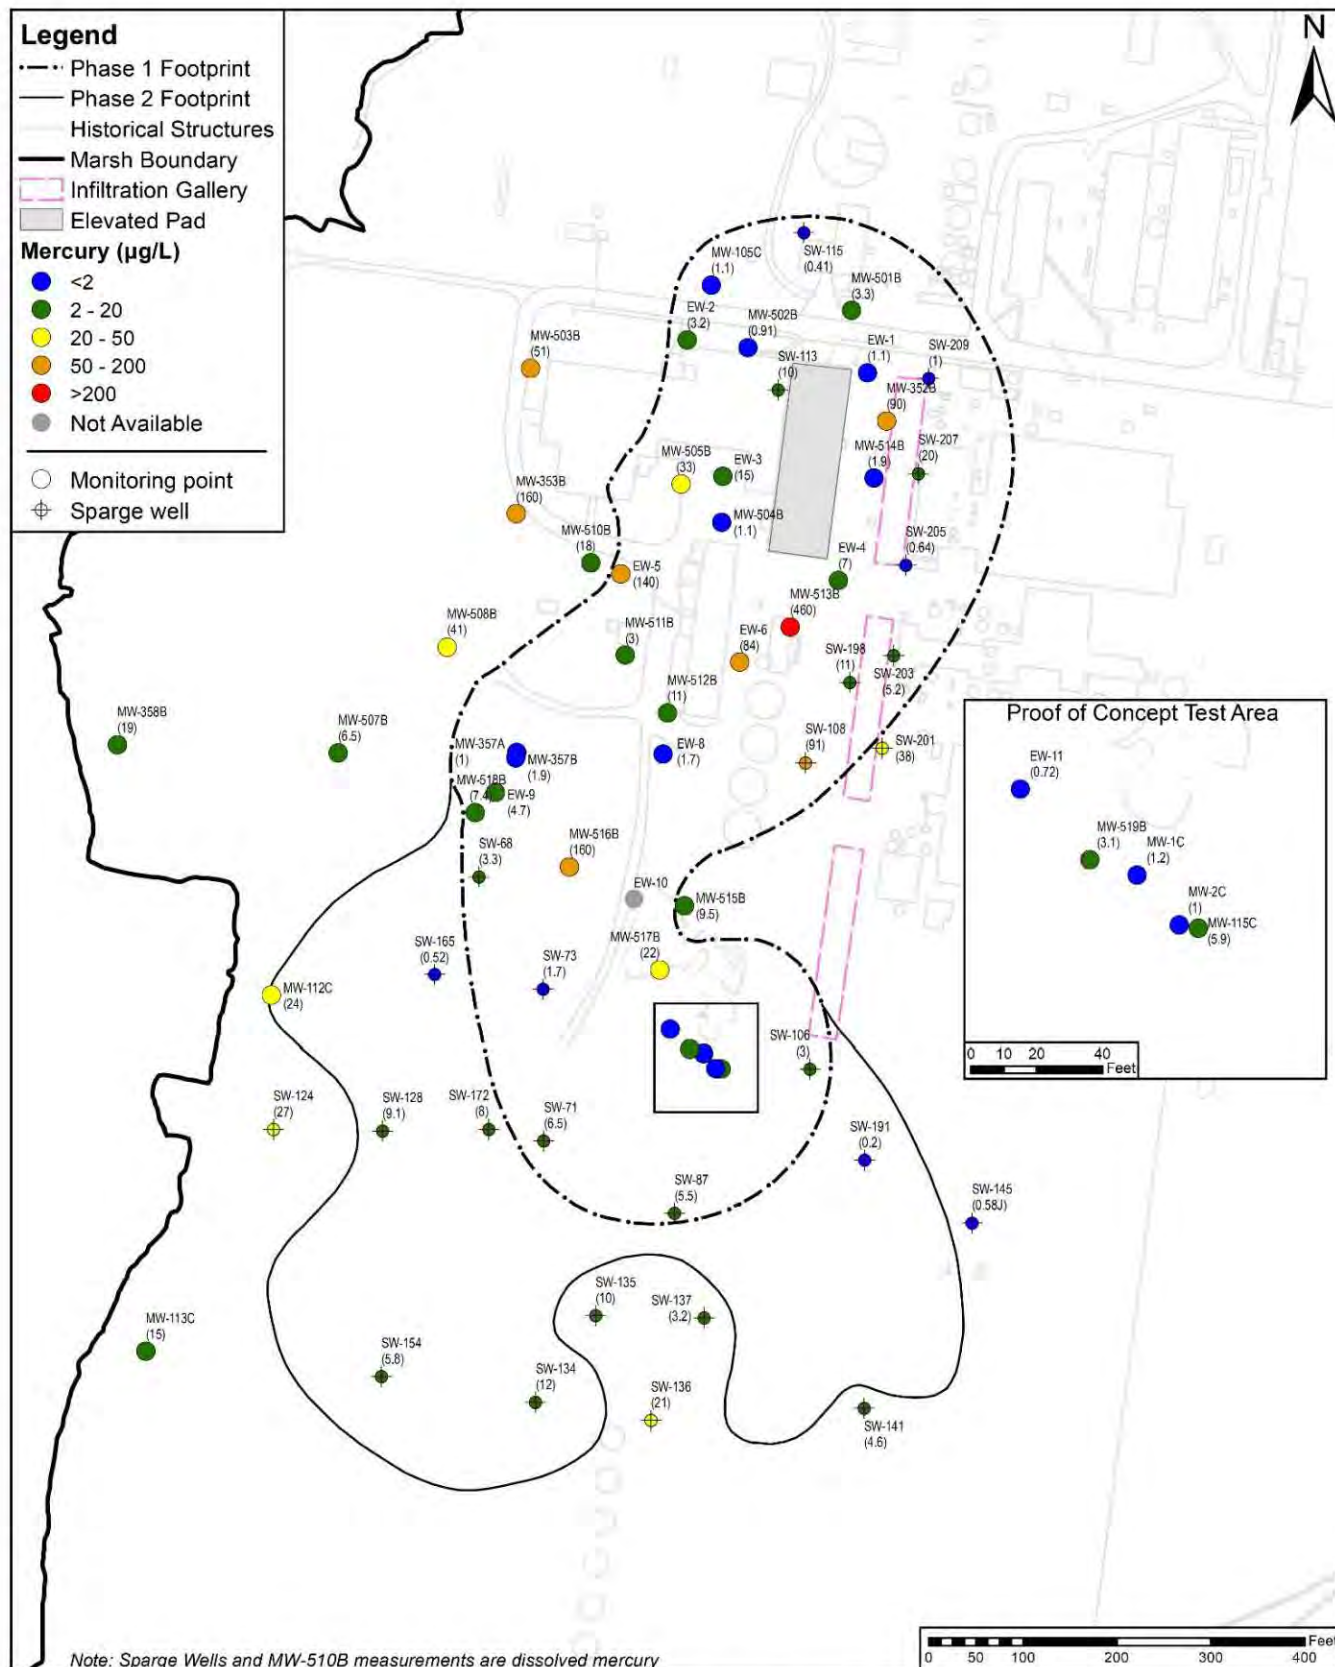 Legend
Phase 1 Footprint
Phase 2 Footprint
Historical Structures
Marsh Boundary
Infiltration Gallery
Elevated Pad
Mercury (µg/L)
<2
2 - 20
20 - 50
50 - 200
>200
Not Available
Monitoring point
Sparge well
N
SW-115
(0.41)
MW-105C
(1.1)
MW-501B
(3.3)
EW-2
(3.2)
MW-502B
(0.91)
MW-503B
(51)
EW-1
(1.1)
SW-209
(1)
SW-113
(10)
MW-352B
(90)
MW-505B
(33)
EW-3
(15)
MW-514B
(1.9)
SW-207
(20)
MW-353B
(160)
MW-504B
(1.1)
MW-510B
(18)
EW-5
(140)
EW-4
(7)
SW-205
(0.64)
MW-513B
(460)
MW-508B
(41)
MW-511B
(3)
EW-6
(84)
SW-198
(11)
SW-203
(5.2)
MW-512B
(11)
MW-358B
(19)
MW-507B
(6.5)
MW-357A
(1)
MW-357B
(1.9)
EW-8
(1.7)
SW-108
(91)
SW-201
(38)
MW-518B
(7.4)
EW-9
(4.7)
SW-68
(3.3)
MW-516B
(160)
EW-10
MW-515B
(9.5)
MW-517B
(22)
SW-165
(0.52)
SW-73
(1.7)
MW-112C
(24)
SW-106
(3)
SW-124
(27)
SW-128
(9.1)
SW-172
(8)
SW-71
(6.5)
SW-191
(0.2)
SW-87
(5.5)
SW-145
(0.58J)
MW-113C
(15)
SW-135
(10)
SW-137
(3.2)
SW-154
(5.8)
SW-134
(12)
SW-136
(21)
SW-141
(4.6)
Proof of Concept Test Area
EW-11
(0.72)
MW-519B
(3.1)
MW-1C
(1.2)
MW-2C
(1)
MW-115C
(5.9)
0 10 20 40
Feet
Note: Sparge Wells and MW-510B measurements are dissolved mercury
Feet
0 50 100 200 300 400